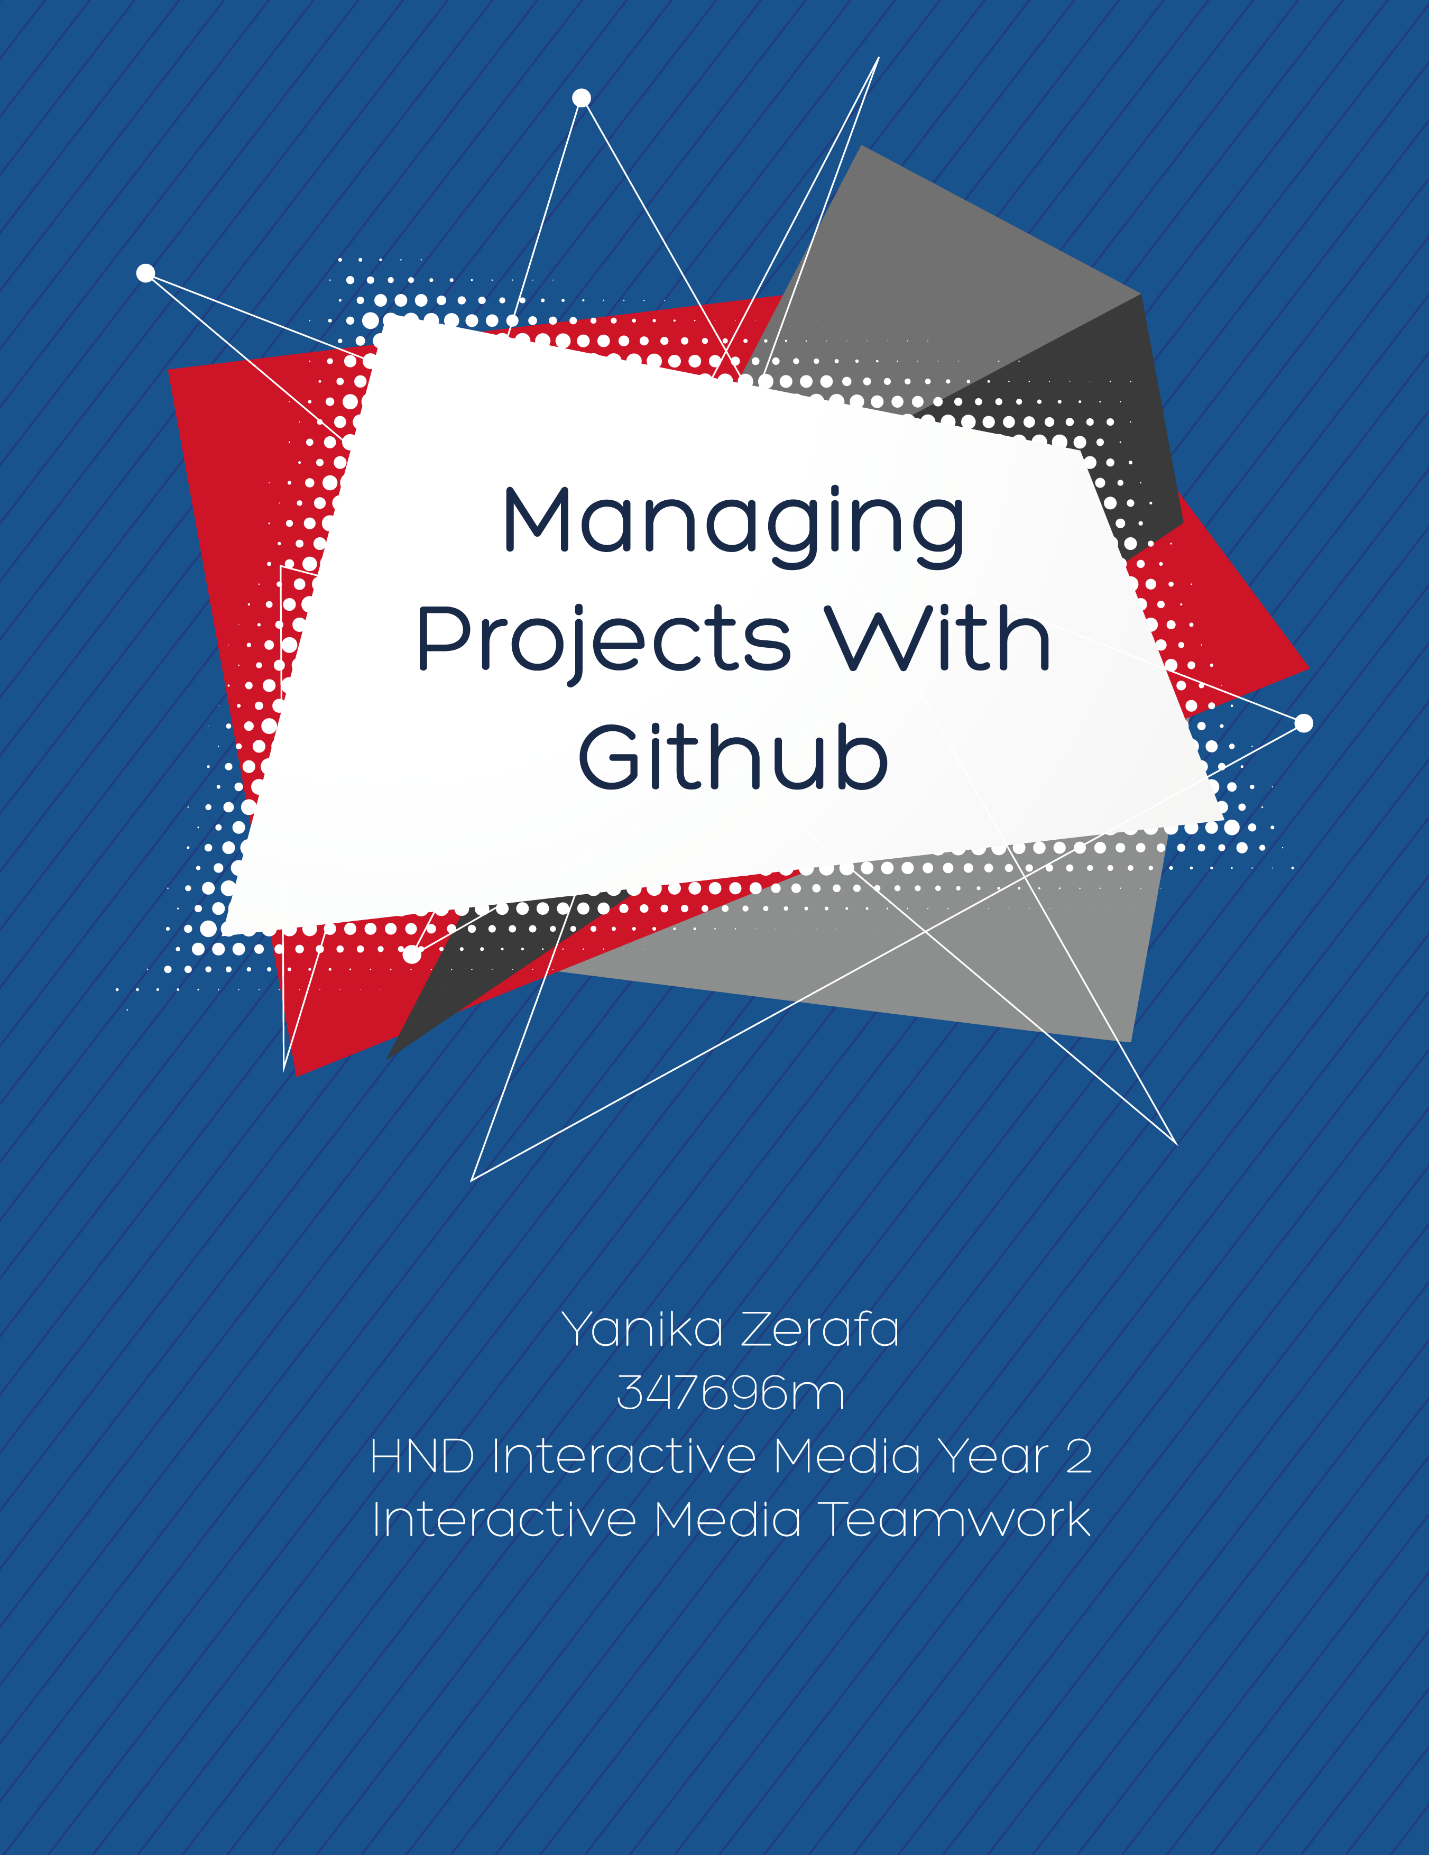 Managing
Projects With
Github
Yanika Zerafa
347696m
HND Interactive Media Year 2
Interactive Media Teamwork